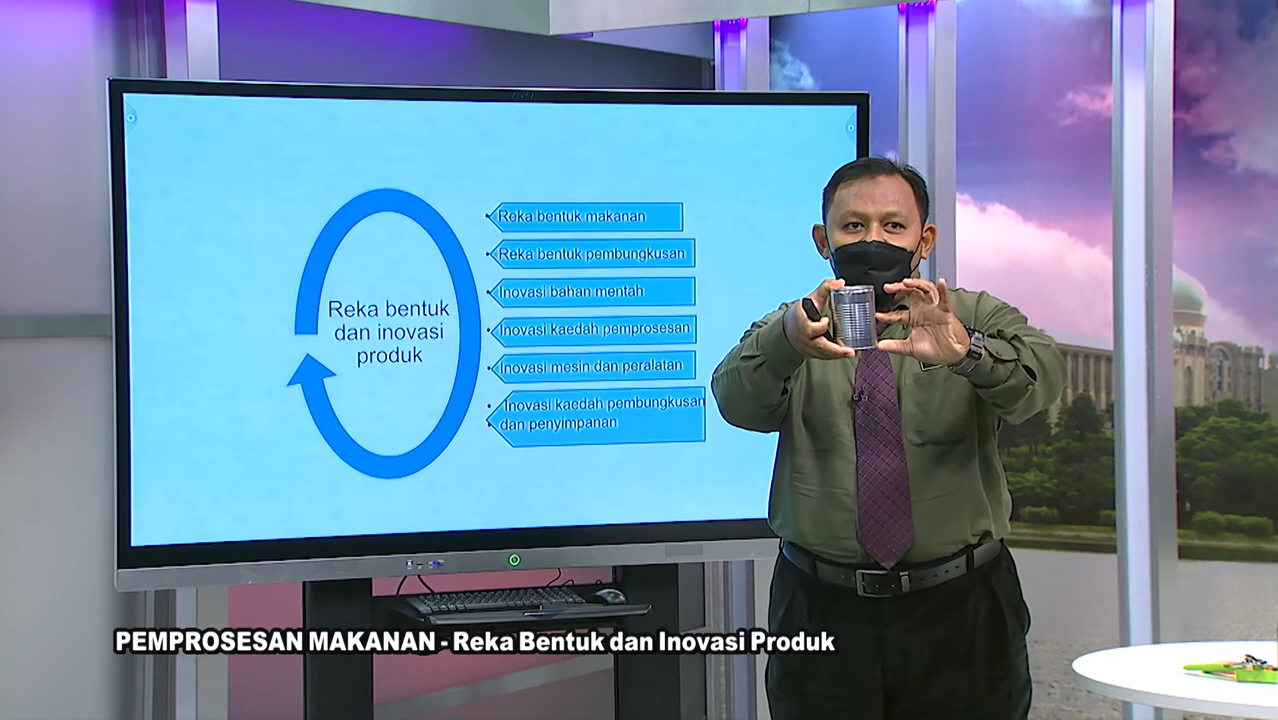 Reka bentuk
dan inovasi
produk
Reka bentuk makanan
Reka bentuk pembungkusan
Inovasi bahan mentah
Inovasi kaedah pemprosesan
Inovasi mesin dan peralatan
Inovasi kaedah pembungkusan
dan penyimpanan
PEMPROSESAN MAKANAN - Reka Bentuk dan Inovasi Produk